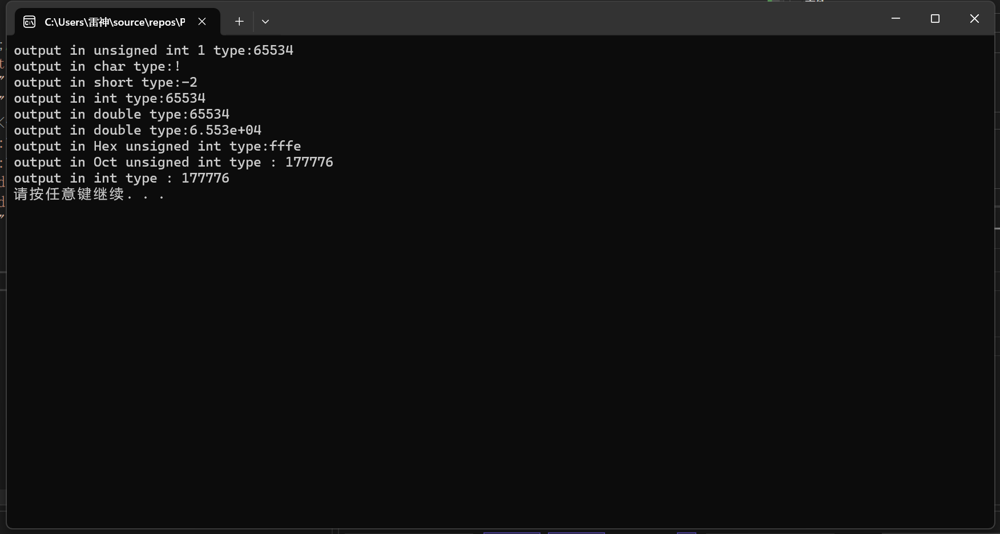 C:\Users\雷神\source\repos\P
output in unsigned int 1 type:65534
output in char type:!
output in short type:-2
output in int type:65534
output in double type:65534
output in double type:6.553e+04
output in Hex unsigned int type:fffe
output in Oct unsigned int type : 177776
output in int type : 177776
请按任意键继续. . .